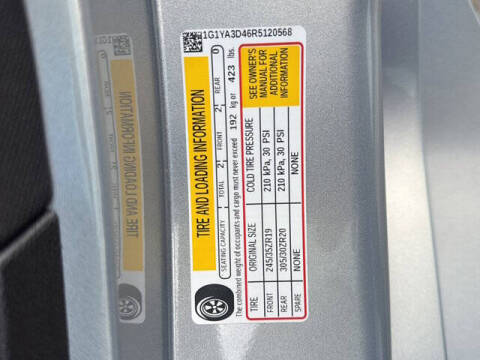 1G1YA3D46R5120568
TIRE AND LOADING INFORMATION
SEATING CAPACITY TOTAL 2 FRONT 2 REAR 0
The combined weight of occupants and cargo must never exceed 192 kg or 423 lbs.
TIRE ORIGINAL SIZE COLD TIRE PRESSURE
FRONT 245/35ZR19 210 kPa, 30 PSI
REAR 305/30ZR20 210 kPa, 30 PSI
SPARE NONE NONE
SEE OWNER'S
MANUAL FOR
ADDITIONAL
INFORMATION